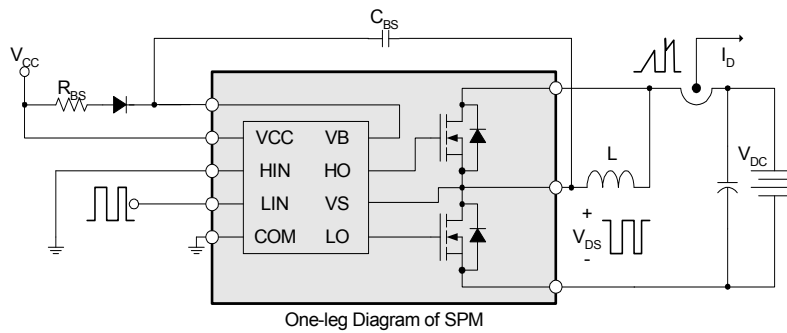 C_BS
V_CC
R_BS
I_D
VCC VB
HIN HO
LIN VS
COM LO
L
V_DC
+
V_DS
-
One-leg Diagram of SPM